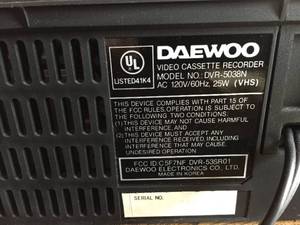 UL
LISTED 41K4
DAEWOO
VIDEO CASSETTE RECORDER
MODEL NO.: DVR-5038N
AC 120V/60Hz, 25W (VHS)
THIS DEVICE COMPLIES WITH PART 15 OF
THE FCC RULES. OPERATION IS SUBJECT TO
THE FOLLOWING TWO CONDITIONS:
(1) THIS DEVICE MAY NOT CAUSE HARMFUL
INTERFERENCE, AND
(2) THIS DEVICE MUST ACCEPT ANY
INTERFERENCE RECEIVED, INCLUDING
INTERFERENCE THAT MAY CAUSE
UNDESIRED OPERATION
FCC ID: C5F7NF DVR-53SR01
DAEWOO ELECTRONICS CO., LTD.
MADE IN KOREA
SERIAL NO.